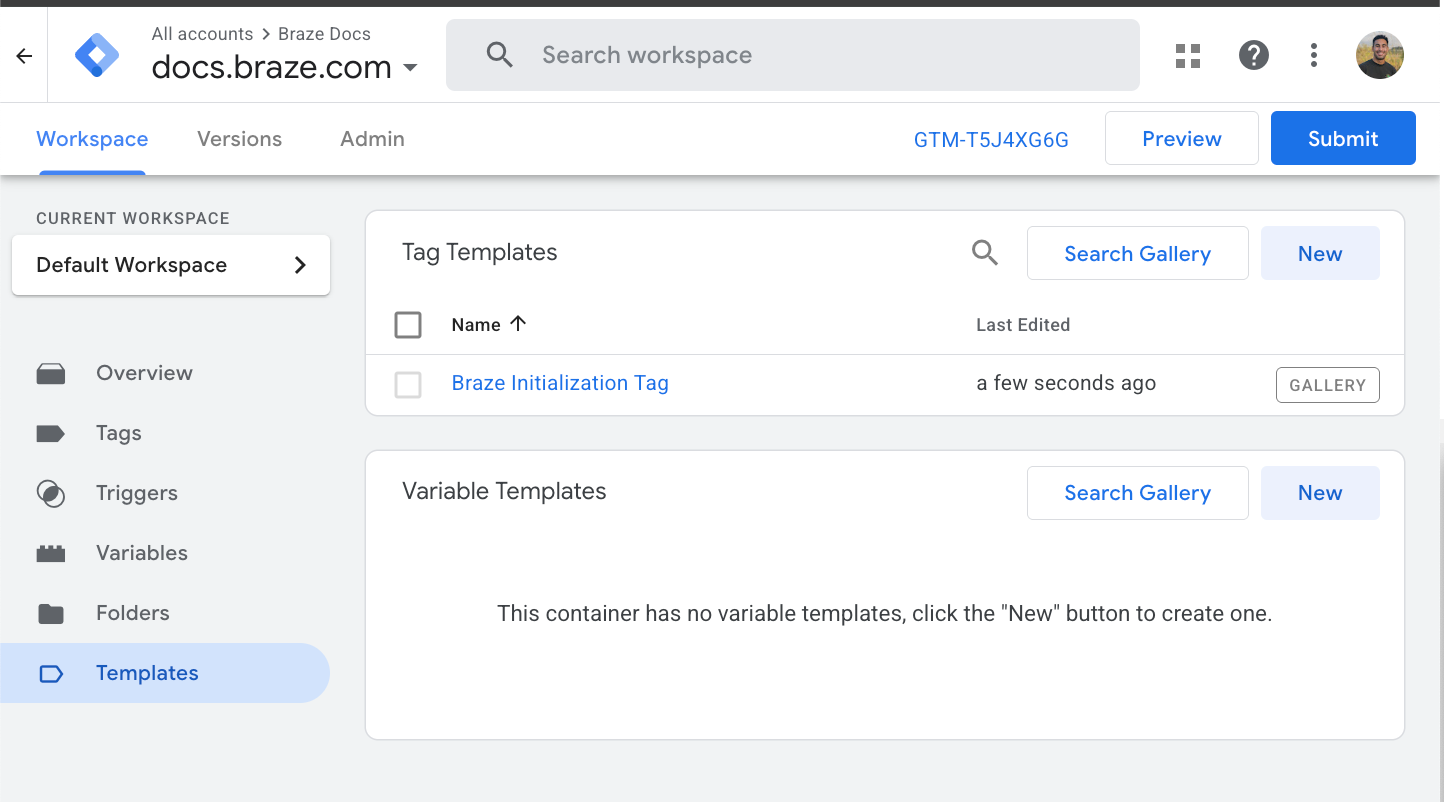 All accounts > Braze Docs
docs.braze.com
Search workspace
Workspace Versions Admin GTM-T5J4XG6G Preview Submit
CURRENT WORKSPACE
Default Workspace
Overview
Tags
Triggers
Variables
Folders
Templates
Tag Templates Search Gallery New
Name Last Edited
Braze Initialization Tag a few seconds ago GALLERY
Variable Templates Search Gallery New
This container has no variable templates, click the "New" button to create one.